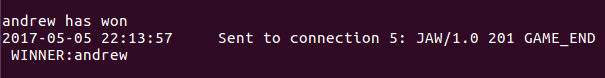 andrew has won
2017-05-05 22:13:57     Sent to connection 5: JAW/1.0 201 GAME_END
 WINNER:andrew